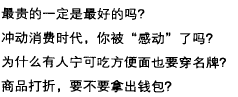 最贵的一定是最好的吗?
冲动消费时代，你被“感动”了吗?
为什么有人宁可吃方便面也要穿名牌?
商品打折，要不要拿出钱包?